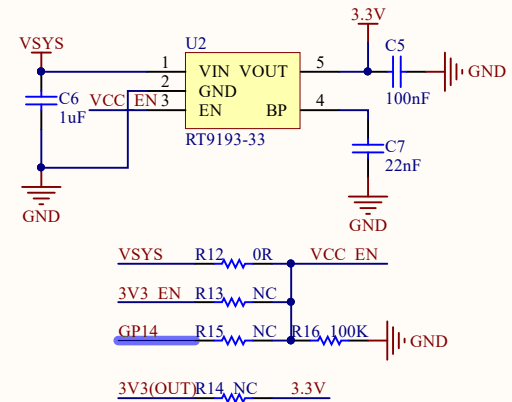 3.3V
VSYS
U2
C5
1
VIN
VOUT
5
GND
2
GND
C6
VCC_EN
3
EN
BP
4
100nF
1uF
RT9193-33
C7
22nF
GND
GND
VSYS
R12
0R
VCC_EN
3V3_EN
R13
NC
GP14
R15
NC
R16
100K
GND
3V3(OUT)
R14
NC
3.3V